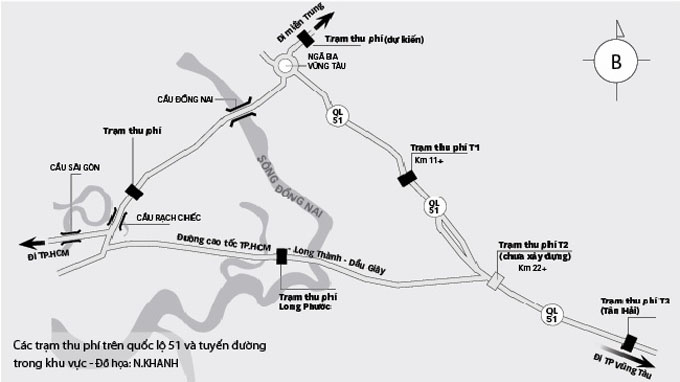 Đi miền Trung
Trạm thu phí (dự kiến)
NGÃ BA
VŨNG TÀU
B
CẦU ĐỒNG NAI
QL
51
Trạm thu phí
Trạm thu phí T1
Km 11+
SÔNG ĐỒNG NAI
CẦU SÀI GÒN
QL
51
CẦU RẠCH CHIẾC
Đi TP.HCM
Đường cao tốc TP.HCM - Long Thành - Dầu Giây
Trạm thu phí T2
(chưa xây dựng)
Km 22+
Trạm thu phí
Long Phước
QL
51
Trạm thu phí T3
(Tân Hải)
Đi TP Vũng Tàu
Các trạm thu phí trên quốc lộ 51 và tuyến đường
trong khu vực - Đồ họa: N.KHANH